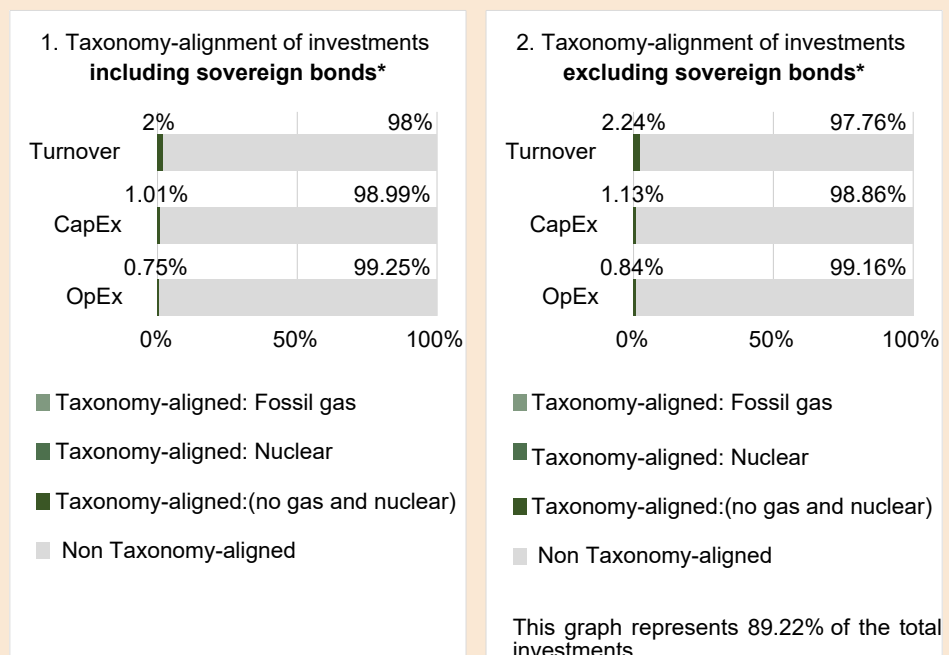 1. Taxonomy-alignment of investments
including sovereign bonds*
2% 98%
Turnover
1.01% 98.99%
CapEx
0.75% 99.25%
OpEx
0% 50% 100%
Taxonomy-aligned: Fossil gas
Taxonomy-aligned: Nuclear
Taxonomy-aligned:(no gas and nuclear)
Non Taxonomy-aligned
2. Taxonomy-alignment of investments
excluding sovereign bonds*
2.24% 97.76%
Turnover
1.13% 98.86%
CapEx
0.84% 99.16%
OpEx
0% 50% 100%
Taxonomy-aligned: Fossil gas
Taxonomy-aligned: Nuclear
Taxonomy-aligned:(no gas and nuclear)
Non Taxonomy-aligned
This graph represents 89.22% of the total
investments